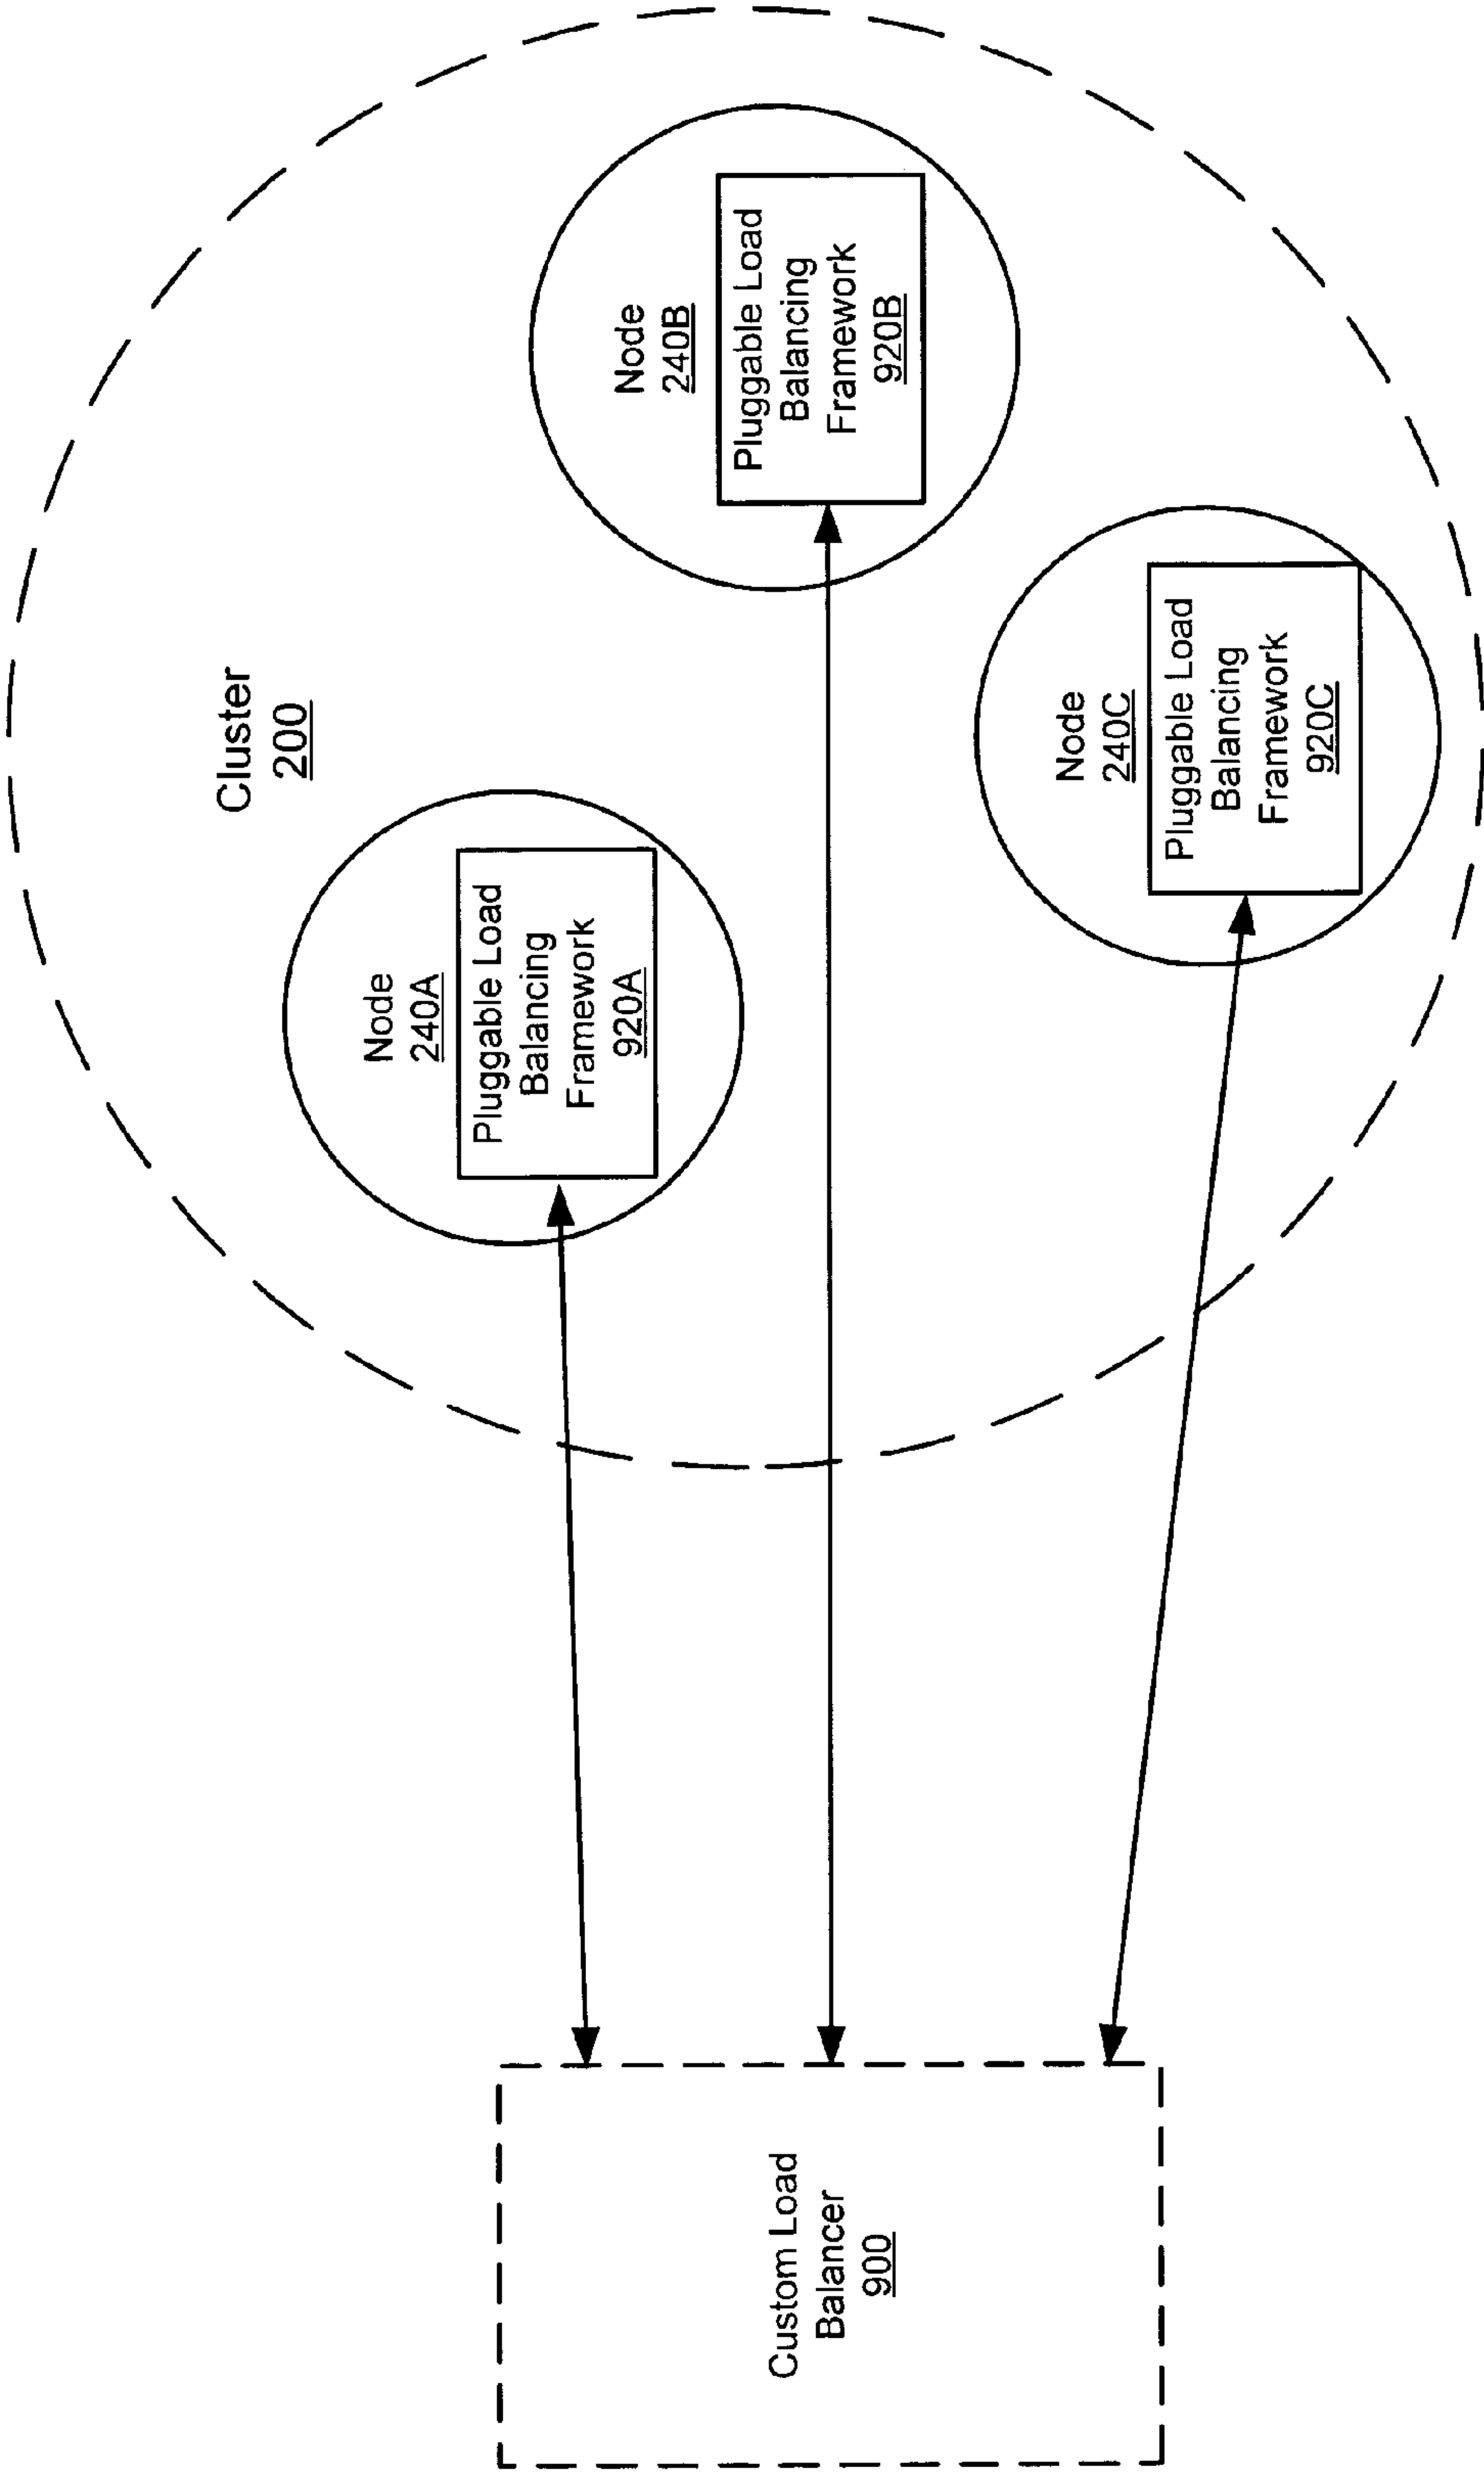 Cluster
200
Node
240A
Pluggable Load
Balancing
Framework
920A
Node
240B
Pluggable Load
Balancing
Framework
920B
Node
240C
Pluggable Load
Balancing
Framework
920C
Custom Load
Balancer
900